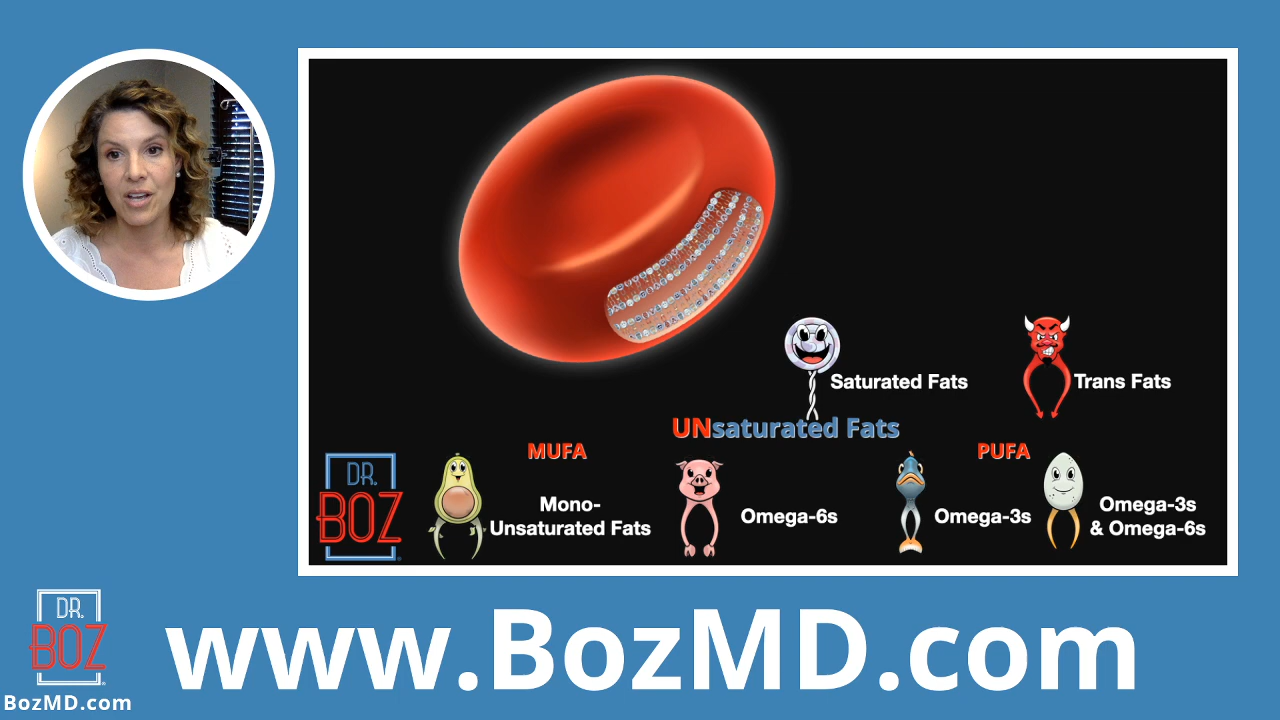 Saturated Fats
Trans Fats
UNsaturated Fats
MUFA
PUFA
DR.
BOZ
Mono-
Unsaturated Fats
Omega-6s
Omega-3s
Omega-3s
& Omega-6s
DR.
BOZ
BozMD.com
www.BozMD.com